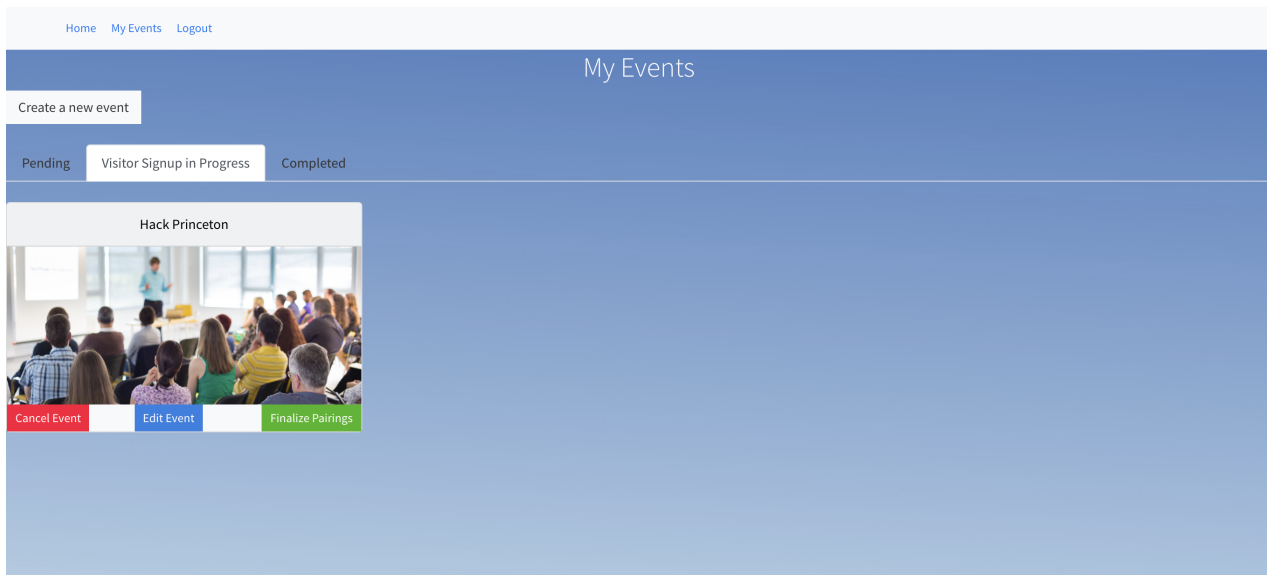 Home My Events Logout
My Events
Create a new event
Pending Visitor Signup in Progress Completed
Hack Princeton
Cancel Event Edit Event Finalize Pairings